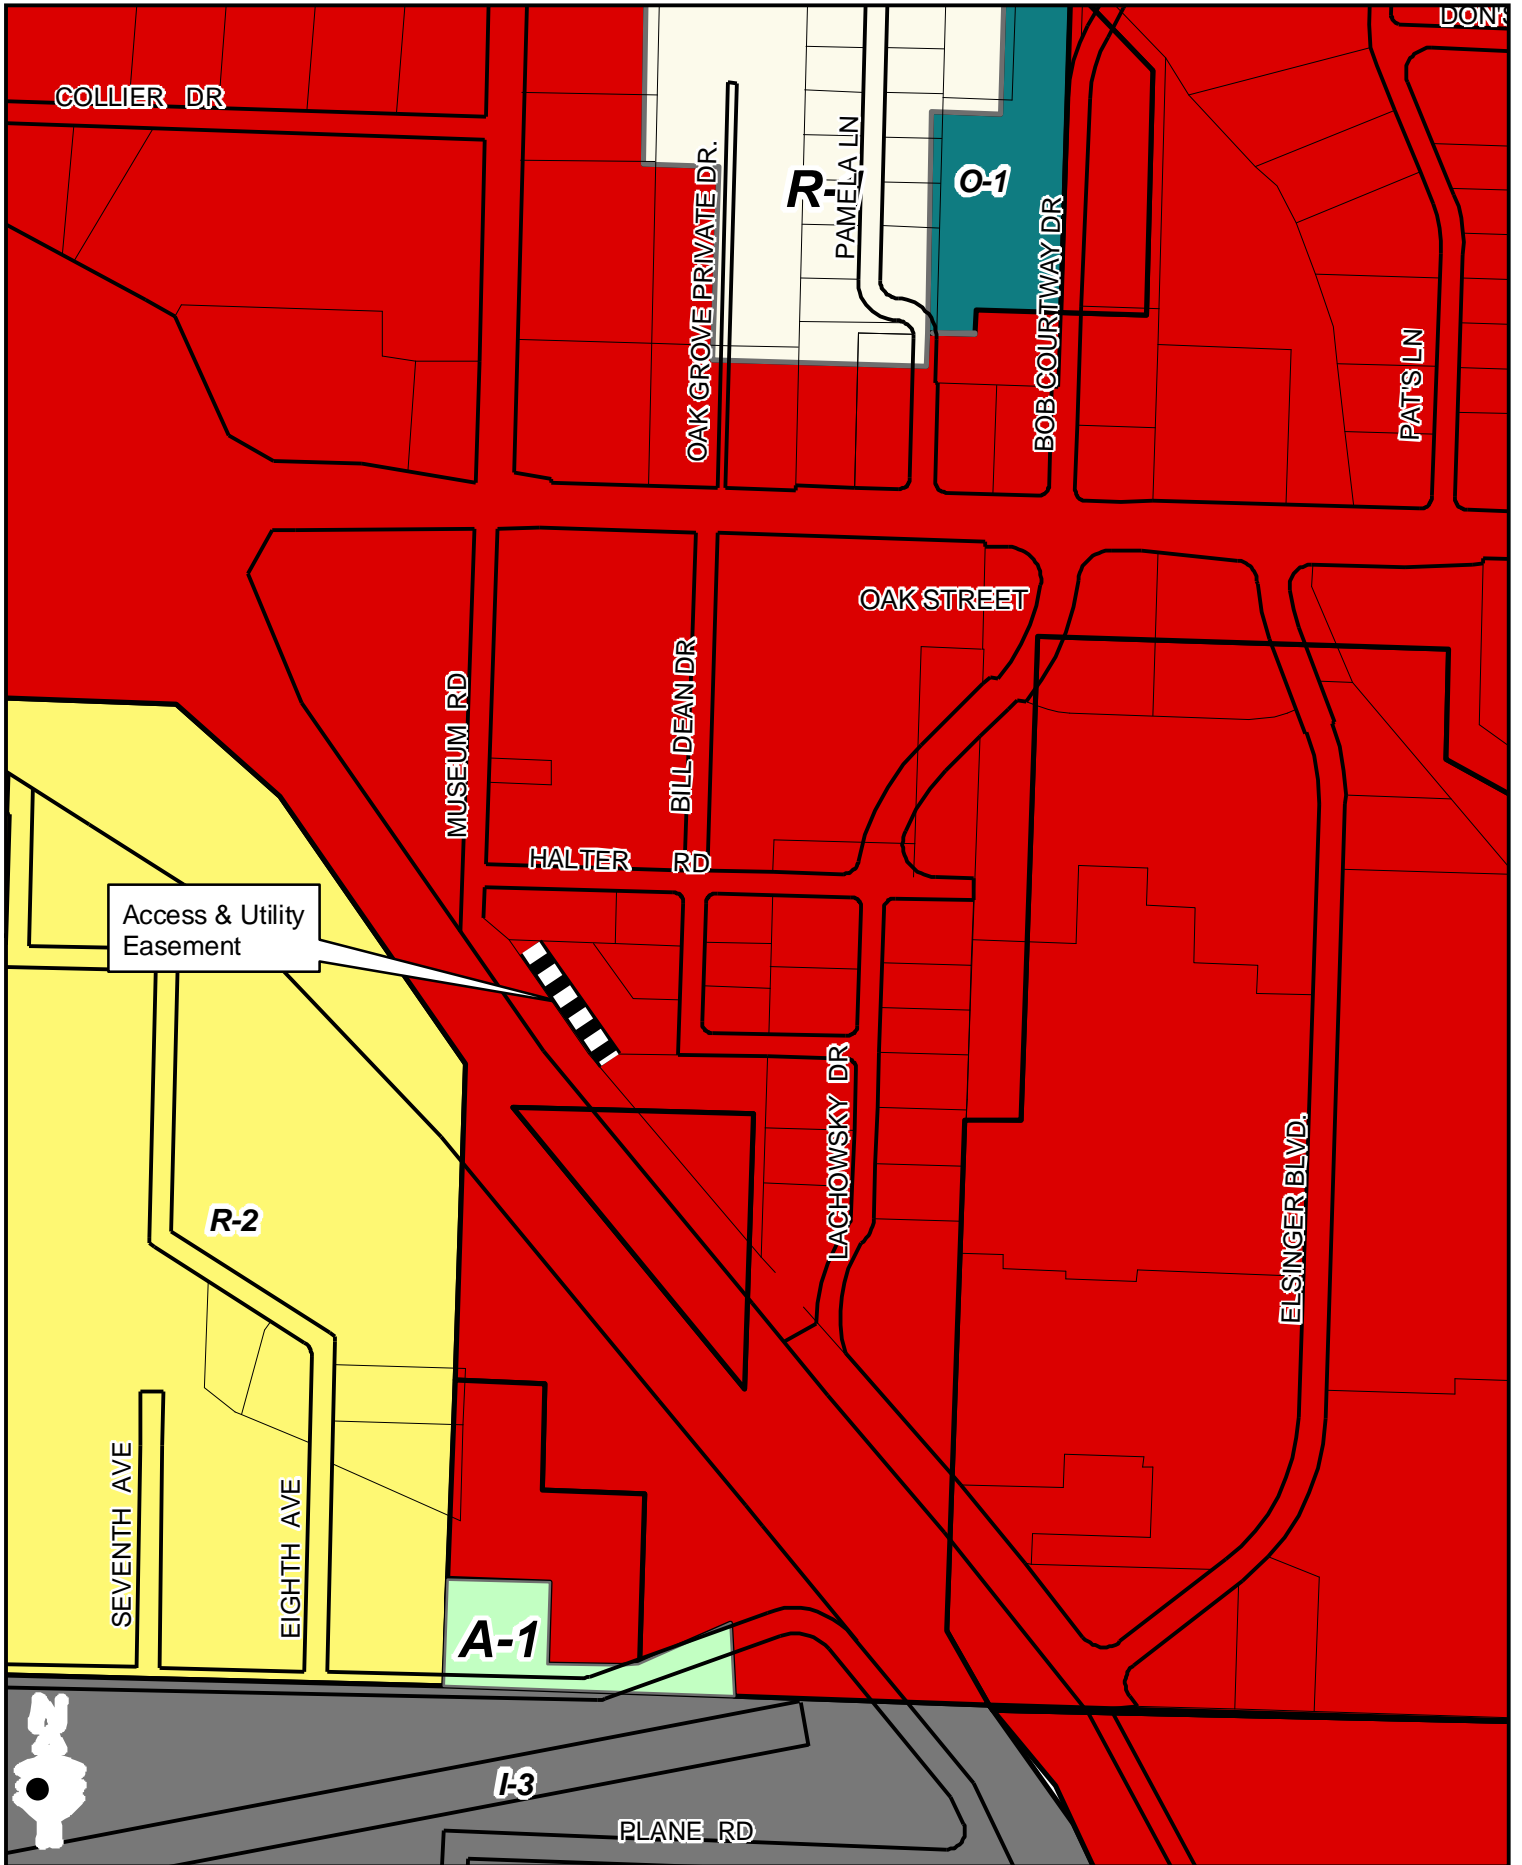 DON'S
COLLIER DR
OAK GROVE PRIVATE DR.
R-
PAMELA LN
O-1
BOB COURTWAY DR
PAT'S LN
OAK STREET
MUSEUM RD
BILL DEAN DR
HALTER RD
Access & Utility
Easement
LACHOWSKY DR
ELSINGER BLVD.
R-2
SEVENTH AVE
EIGHTH AVE
A-1
N
I-3
PLANE RD